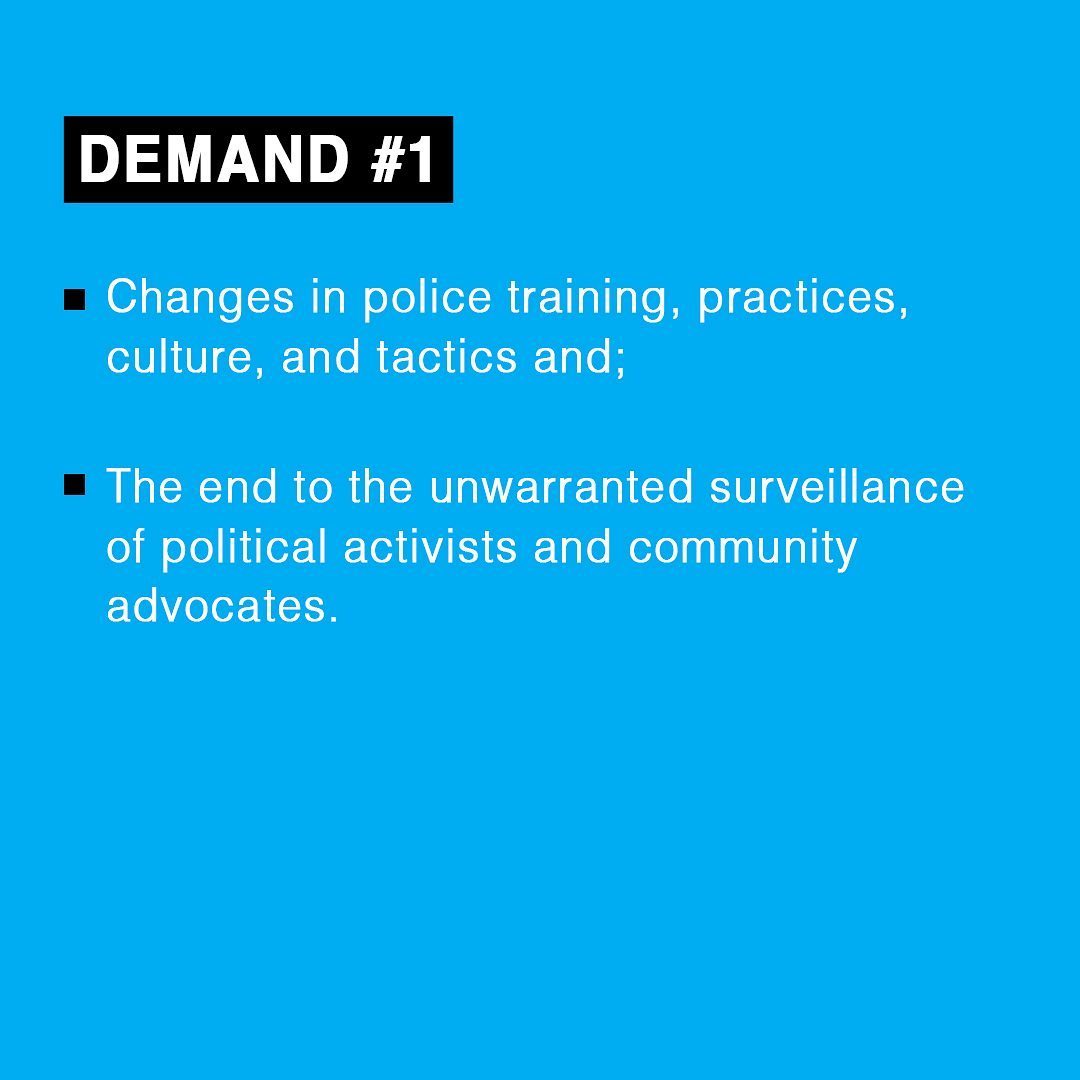 DEMAND #1
Changes in police training, practices,
culture, and tactics and;
The end to the unwarranted surveillance
of political activists and community
advocates.